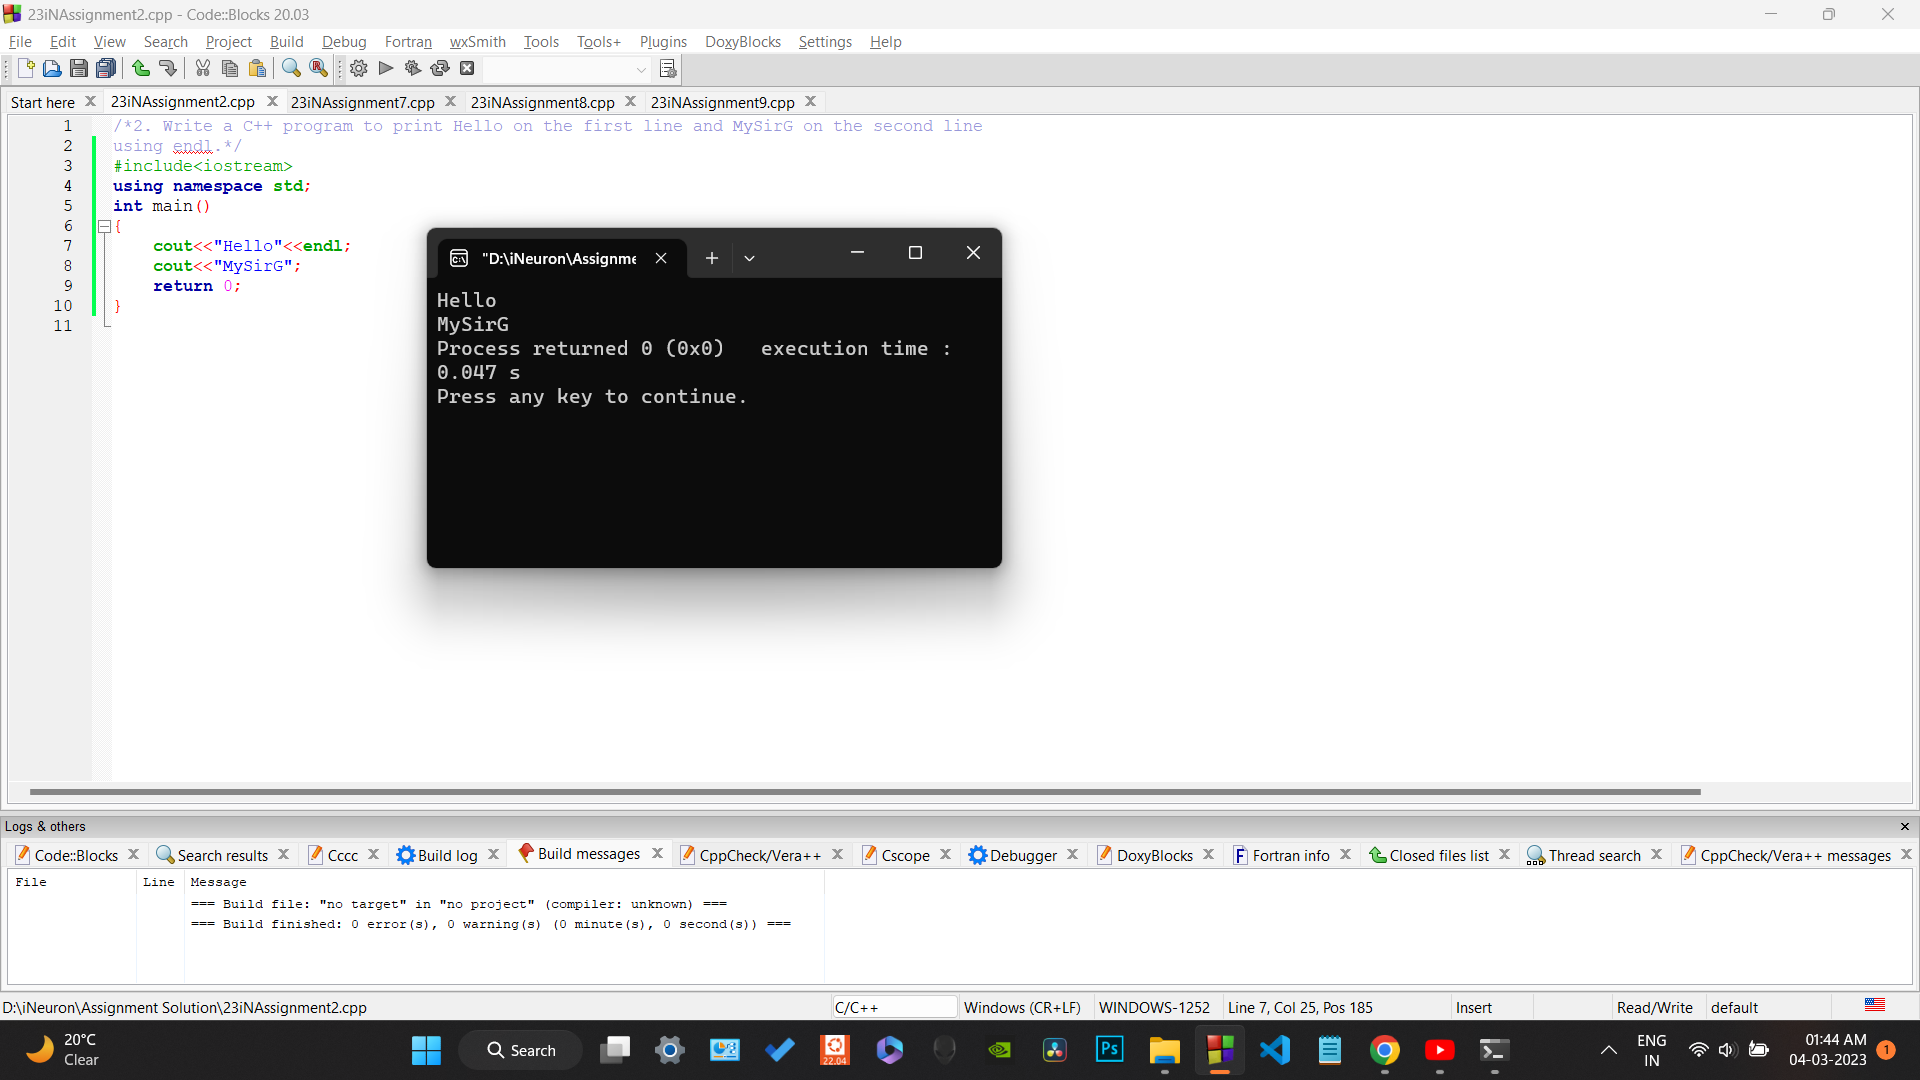 23iNAssignment2.cpp - Code::Blocks 20.03
File Edit View Search Project Build Debug Fortran wxSmith Tools Tools+ Plugins DoxyBlocks Settings Help
Start here 23iNAssignment2.cpp 23iNAssignment7.cpp 23iNAssignment8.cpp 23iNAssignment9.cpp
1 /*2. Write a C++ program to print Hello on the first line and MySirG on the second line
2 using endl.*/
3 #include<iostream>
4 using namespace std;
5 int main()
6 {
7 cout<<"Hello"<<endl;
8 cout<<"MySirG";
9 return 0;
10 }
11
"D:\iNeuron\Assignme
Hello
MySirG
Process returned 0 (0x0)   execution time :
0.047 s
Press any key to continue.
Logs & others
Code::Blocks Search results Cccc Build log Build messages CppCheck/Vera++ Cscope Debugger DoxyBlocks Fortran info Closed files list Thread search CppCheck/Vera++ messages
File Line Message
=== Build file: "no target" in "no project" (compiler: unknown) ===
=== Build finished: 0 error(s), 0 warning(s) (0 minute(s), 0 second(s)) ===
D:\iNeuron\Assignment Solution\23iNAssignment2.cpp C/C++ Windows (CR+LF) WINDOWS-1252 Line 7, Col 25, Pos 185 Insert Read/Write default
20°C
Clear
Search
22.04
Ps
ENG
IN
01:44 AM
04-03-2023
1